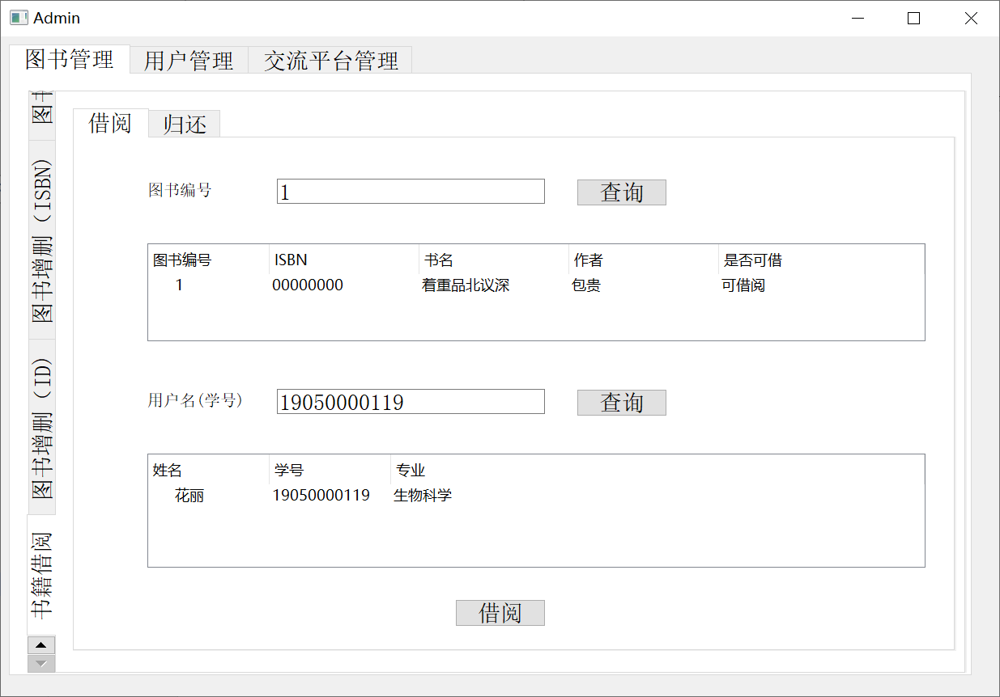 Admin
图书管理 用户管理 交流平台管理
图书增删（ISBN）
图书增删（ID）
书籍借阅
借阅 归还
图书编号 1 查询
图书编号 ISBN 书名 作者 是否可借
1 00000000 着重品北议深 包贵 可借阅
用户名(学号) 19050000119 查询
姓名 学号 专业
花丽 19050000119 生物科学
借阅